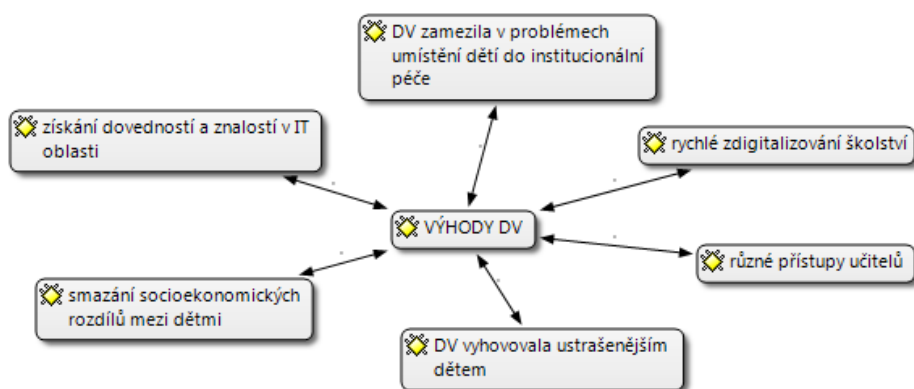 DV zamezila v problémech
umístění dětí do institucionální
péče
získání dovedností a znalostí v IT
oblasti
rychlé zdigitalizování školství
VÝHODY DV
různé přístupy učitelů
smazání socioekonomických
rozdílů mezi dětmi
DV vyhovovala ustrašenějším
dětem